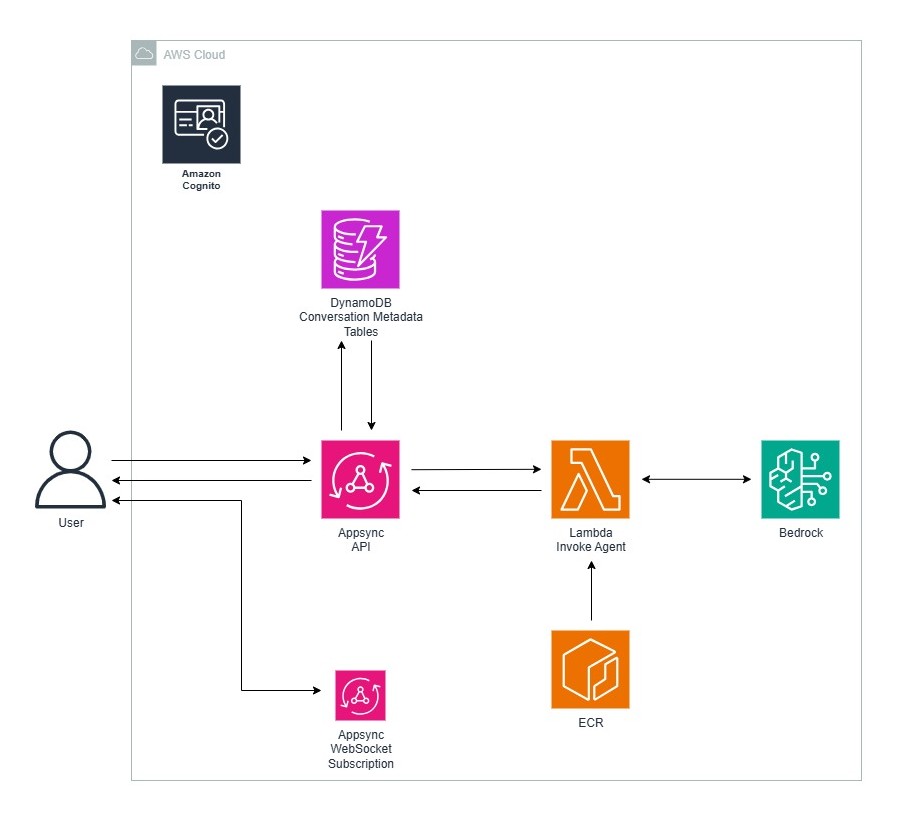 AWS Cloud
Amazon
Cognito
DynamoDB
Conversation Metadata
Tables
User
Appsync
API
Lambda
Invoke Agent
Bedrock
Appsync
WebSocket
Subscription
ECR